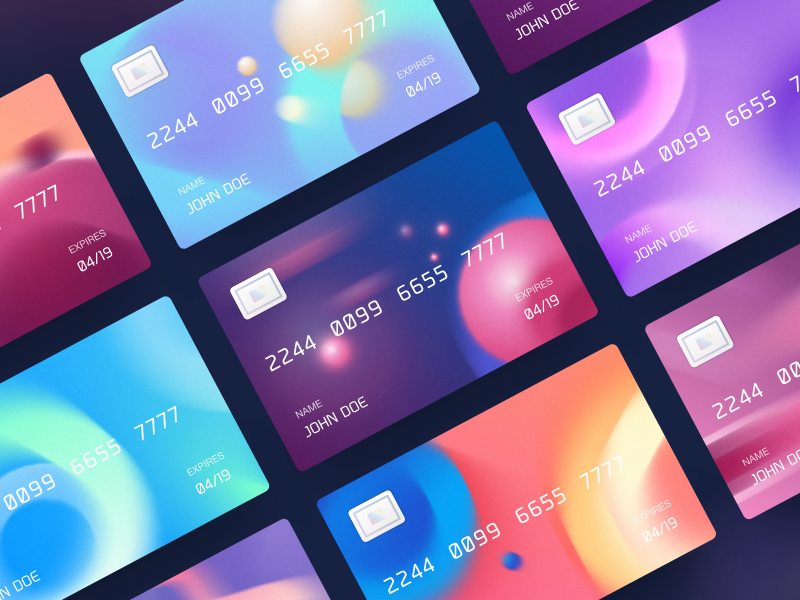 2244 0099 6655 7777
EXPIRES
04/19
NAME
JOHN DOE
NAME
JOHN DOE
7777
EXPIRES
04/19
2244 0099 6655
NAME
JOHN DOE
2244 0099 6655 7777
EXPIRES
04/19
NAME
JOHN DOE
0099 6655 7777
EXPIRES
04/19
DOE
2244 0099 6655 7777
EXPIRES
04/19
2244
NAME
JOHN